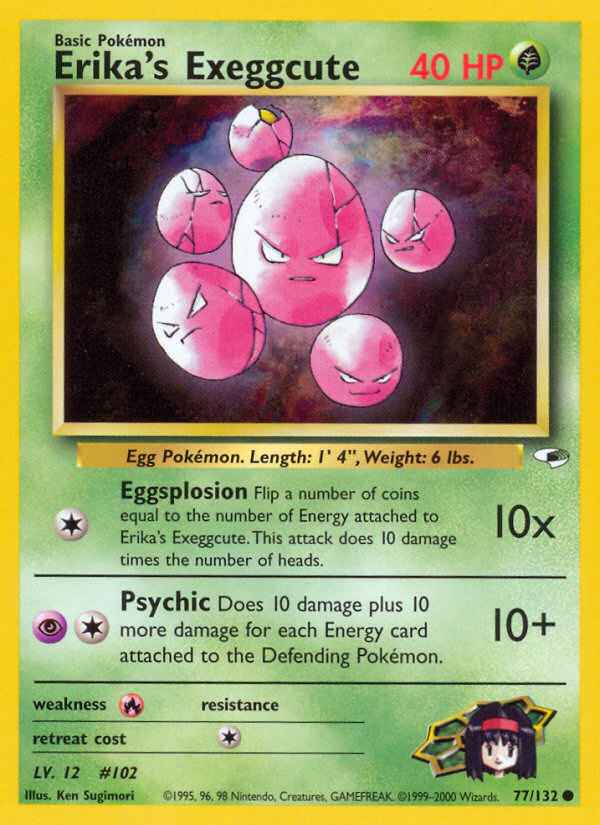 Basic Pokémon
Erika's Exeggcute 40 HP
Egg Pokémon. Length: 1' 4", Weight: 6 lbs.
Eggsplosion Flip a number of coins
equal to the number of Energy attached to
Erika's Exeggcute. This attack does 10 damage
times the number of heads.
10x
Psychic Does 10 damage plus 10
more damage for each Energy card
attached to the Defending Pokémon.
10+
weakness resistance
retreat cost
LV. 12 #102
Illus. Ken Sugimori ©1995, 96, 98 Nintendo, Creatures, GAMEFREAK. ©1999-2000 Wizards. 77/132